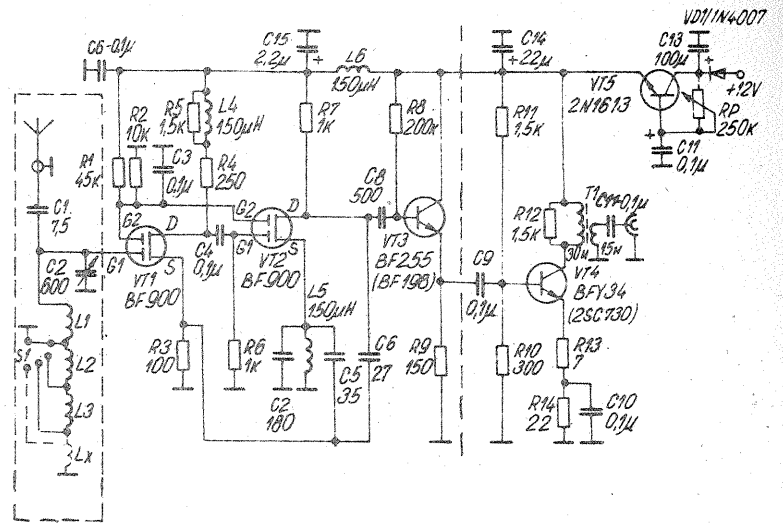 VD1/1N4007
C6-0,1µ
C15
2,2µ
L6
150µH
C14
22µ
C13
100µ
+12V
VT5
2N1613
RP
250K
C11
0,1µ
R2
10K
R1
45K
R5
1,5K
L4
150µH
C3
0,1µ
R4
250
R7
1K
R8
200K
R11
1,5K
C1
7,5
C8
500
G2
D
G2
D
G1
S
G1
S
C4
0,1µ
VT1
BF900
VT2
BF900
VT3
BF255
(BF198)
R12
1,5K
T1
C11-0,1µ
30н
15н
VT4
BFY34
(2SC730)
C2
600
C9
0,1µ
L5
150µH
L1
S1
L2
L3
Lx
R3
100
R6
1K
C2
180
C5
35
C6
27
R9
150
R10
300
R13
7
R14
22
C10
0,1µ